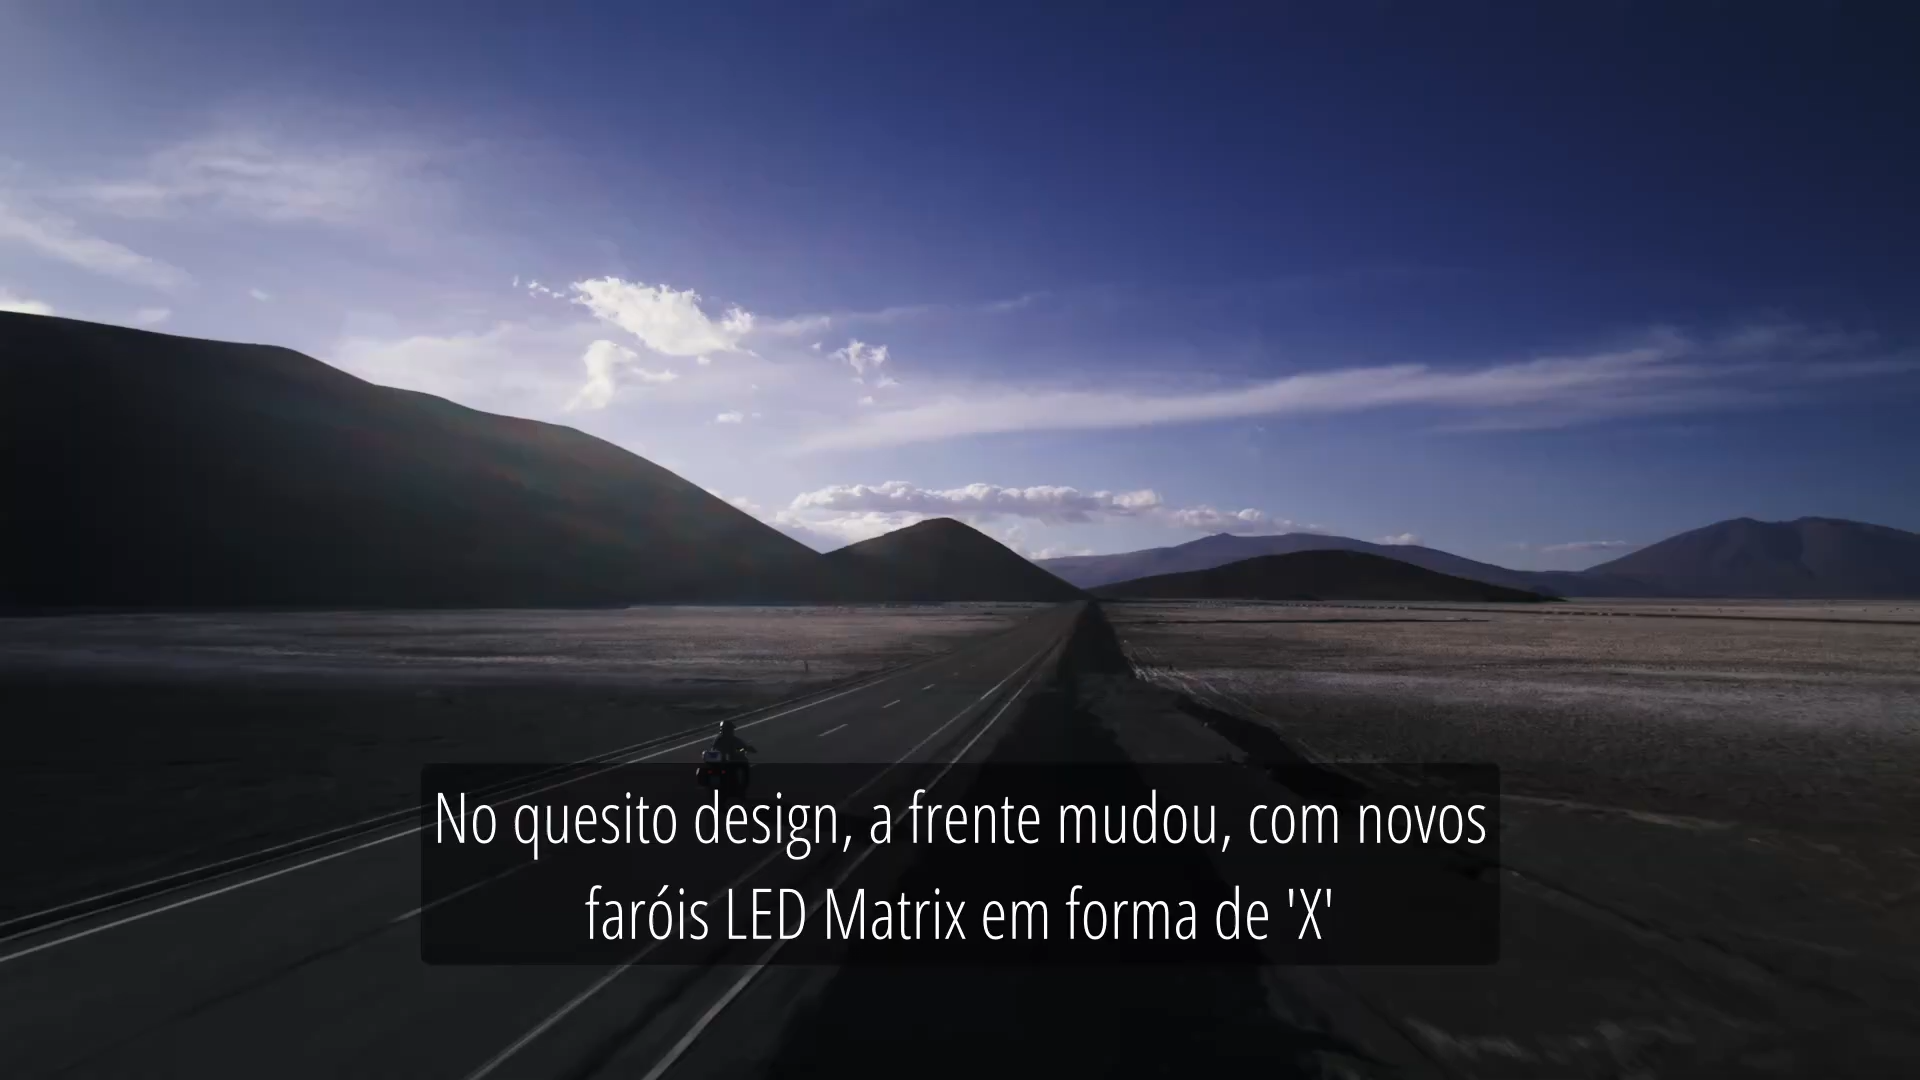 No quesito design, a frente mudou, com novos
faróis LED Matrix em forma de 'X'